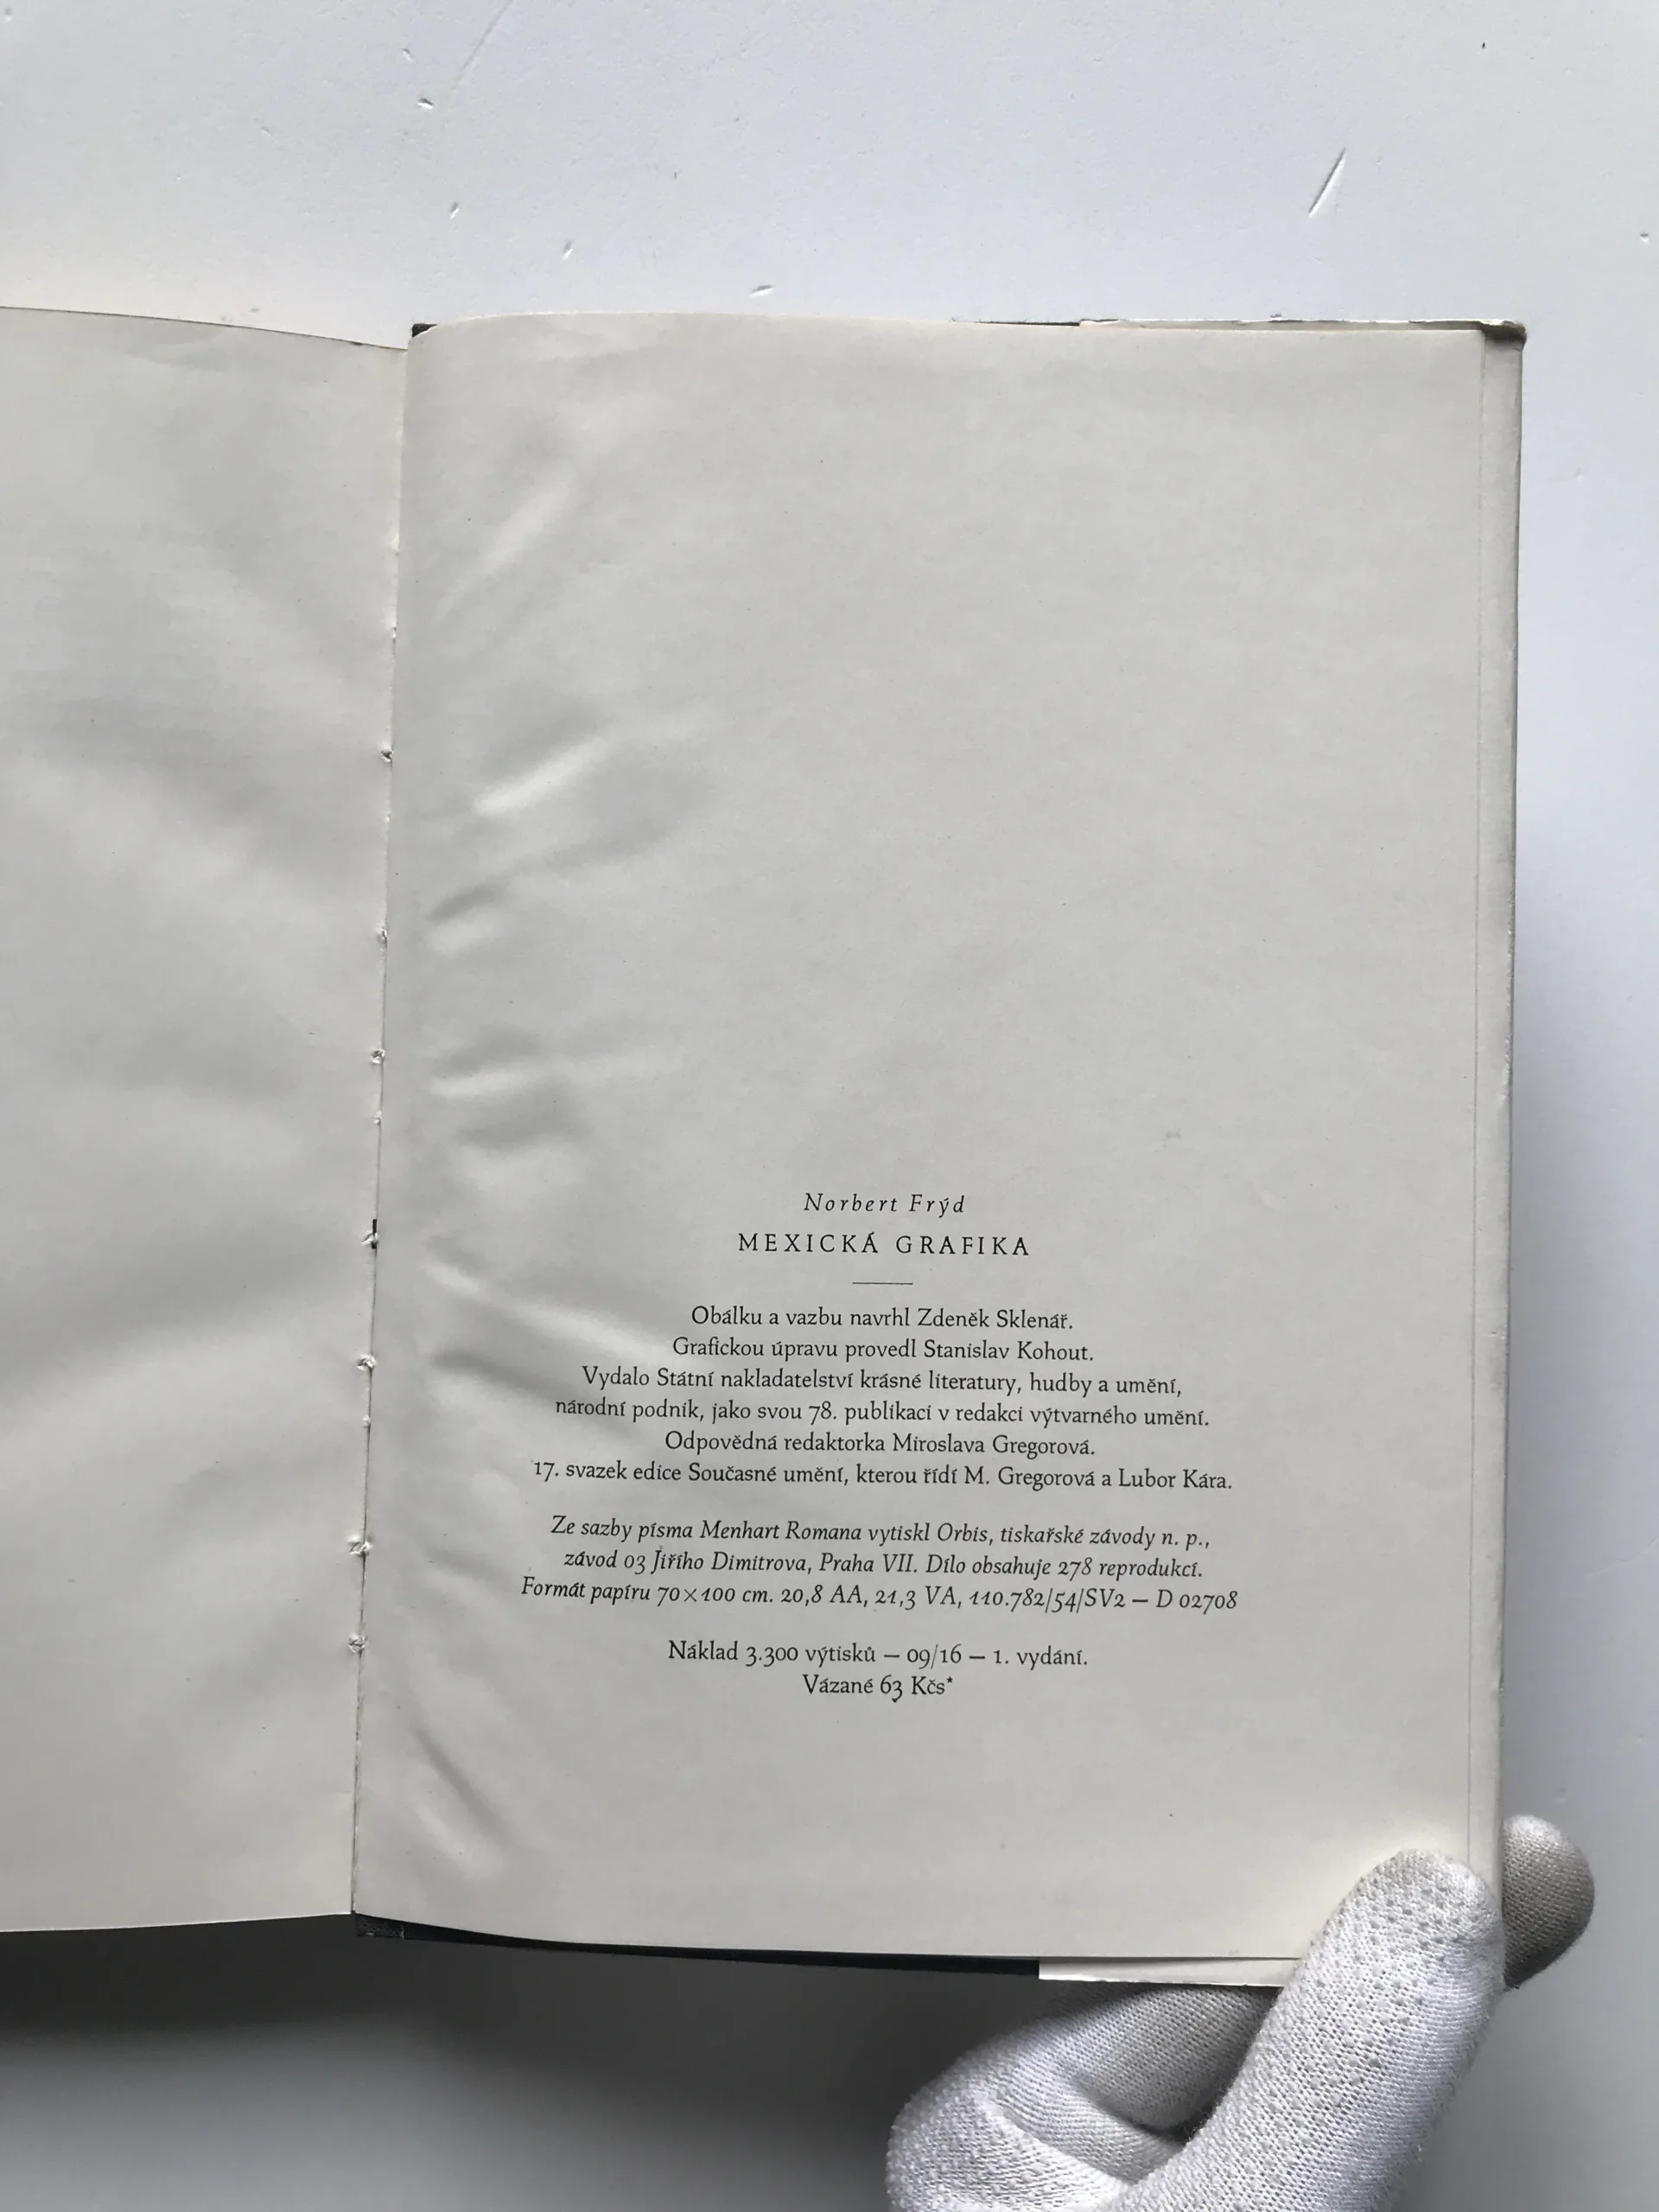 Norbert Frýd
MEXICKÁ GRAFIKA
Obálku a vazbu navrhl Zdeněk Sklenář.
Grafickou úpravu provedl Stanislav Kohout.
Vydalo Státní nakladatelství krásné literatury, hudby a umění,
národní podnik, jako svou 78. publikaci v redakci výtvarného umění.
Odpovědná redaktorka Miroslava Gregorová.
17. svazek edice Současné umění, kterou řídí M. Gregorová a Lubor Kára.
Ze sazby písma Menhart Romana vytiskl Orbis, tiskařské závody n. p.,
závod 03 Jiřího Dimitrova, Praha VII. Dílo obsahuje 278 reprodukcí.
Formát papíru 70×100 cm. 20,8 AA, 21,3 VA, 110.782/54/SV2 — D 02708
Náklad 3.300 výtisků — 09/16 — 1. vydání.
Vázané 63 Kčs*